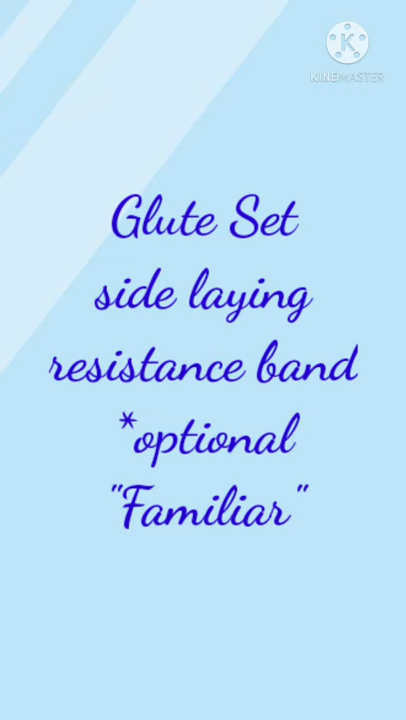 KINEMASTER
Glute Set
side laying
resistance band
*optional
"Familiar"